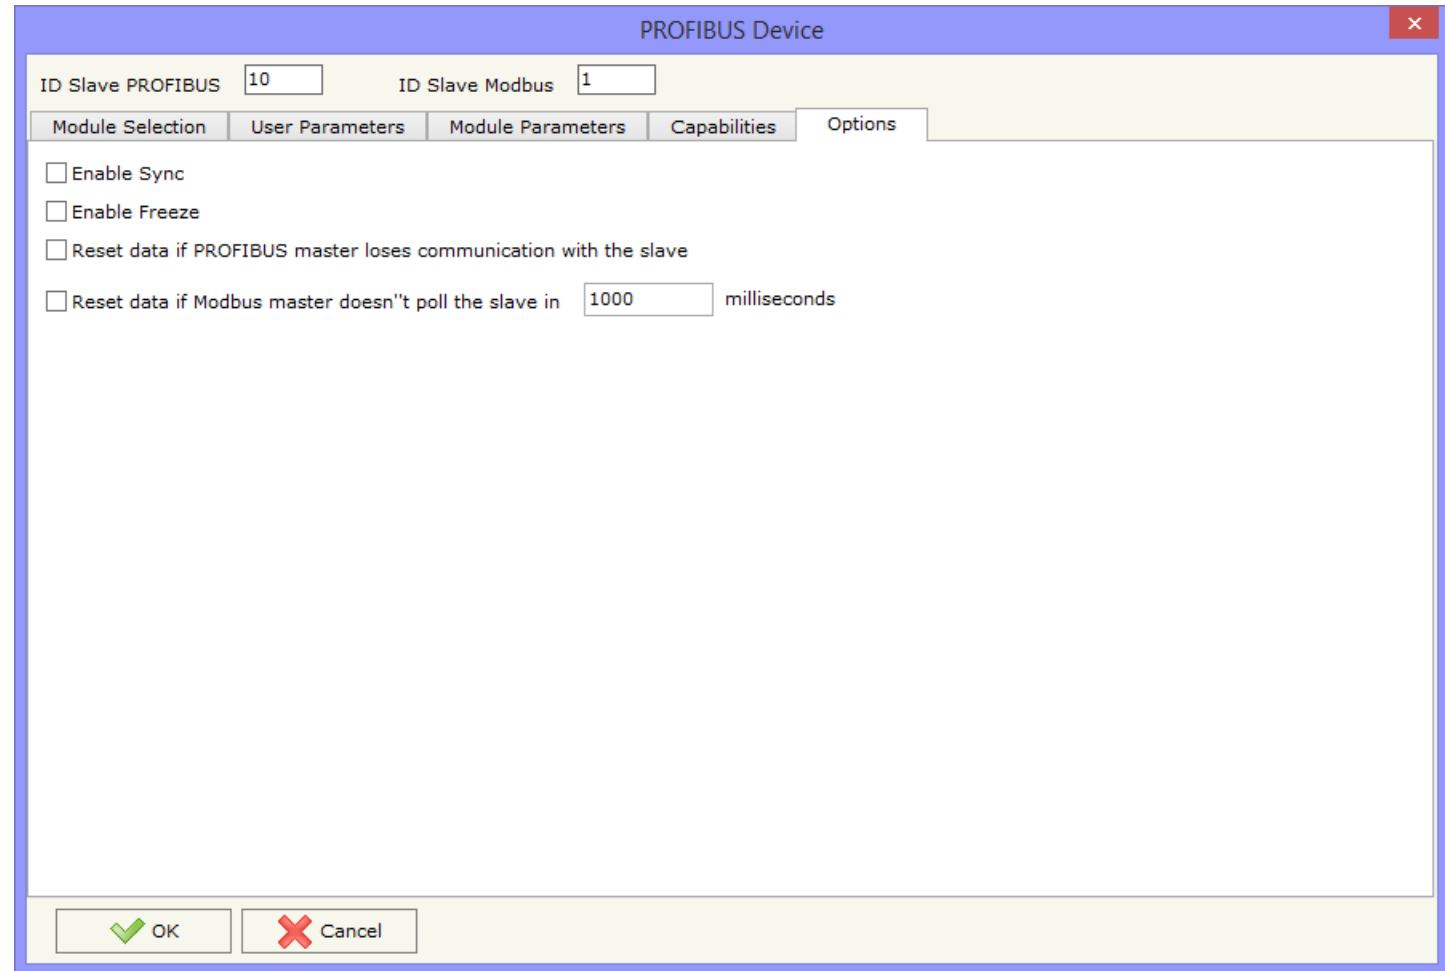 PROFIBUS Device
ID Slave PROFIBUS 10 ID Slave Modbus 1
Module Selection User Parameters Module Parameters Capabilities Options
Enable Sync
Enable Freeze
Reset data if PROFIBUS master loses communication with the slave
Reset data if Modbus master doesn''t poll the slave in 1000 milliseconds
OK Cancel